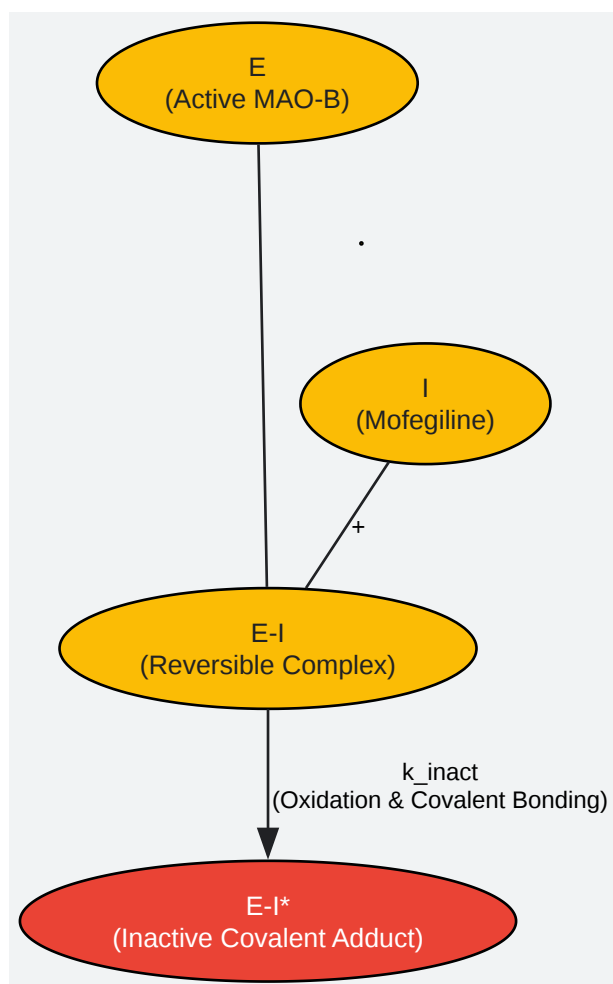 E
(Active MAO-B)
I
(Mofegiline)
+
E-I
(Reversible Complex)
k_inact
(Oxidation & Covalent Bonding)
E-I*
(Inactive Covalent Adduct)